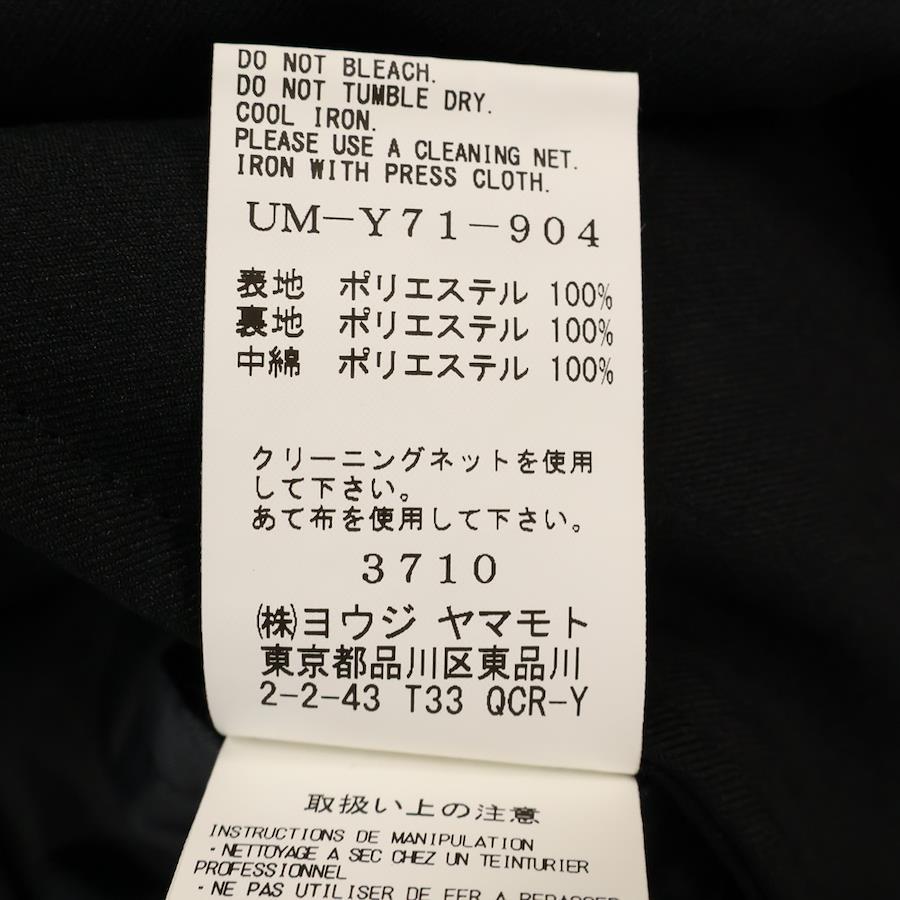 DO NOT BLEACH.
DO NOT TUMBLE DRY.
COOL IRON.
PLEASE USE A CLEANING NET.
IRON WITH PRESS CLOTH.
UM-Y71-904
表地 ポリエステル 100%
裏地 ポリエステル 100%
中綿 ポリエステル 100%
クリーニングネットを使用
して下さい。
あて布を使用して下さい。
3710
(株)ヨウジ ヤマモト
東京都品川区東品川
2-2-43 T33 QCR-Y
取扱い上の注意
INSTRUCTIONS DE MANIPULATION
・NETTOYAGE A SEC CHEZ UN TEINTURIER
PROFESSIONNEL
・NE PAS UTILISER DE FER A REPASSER